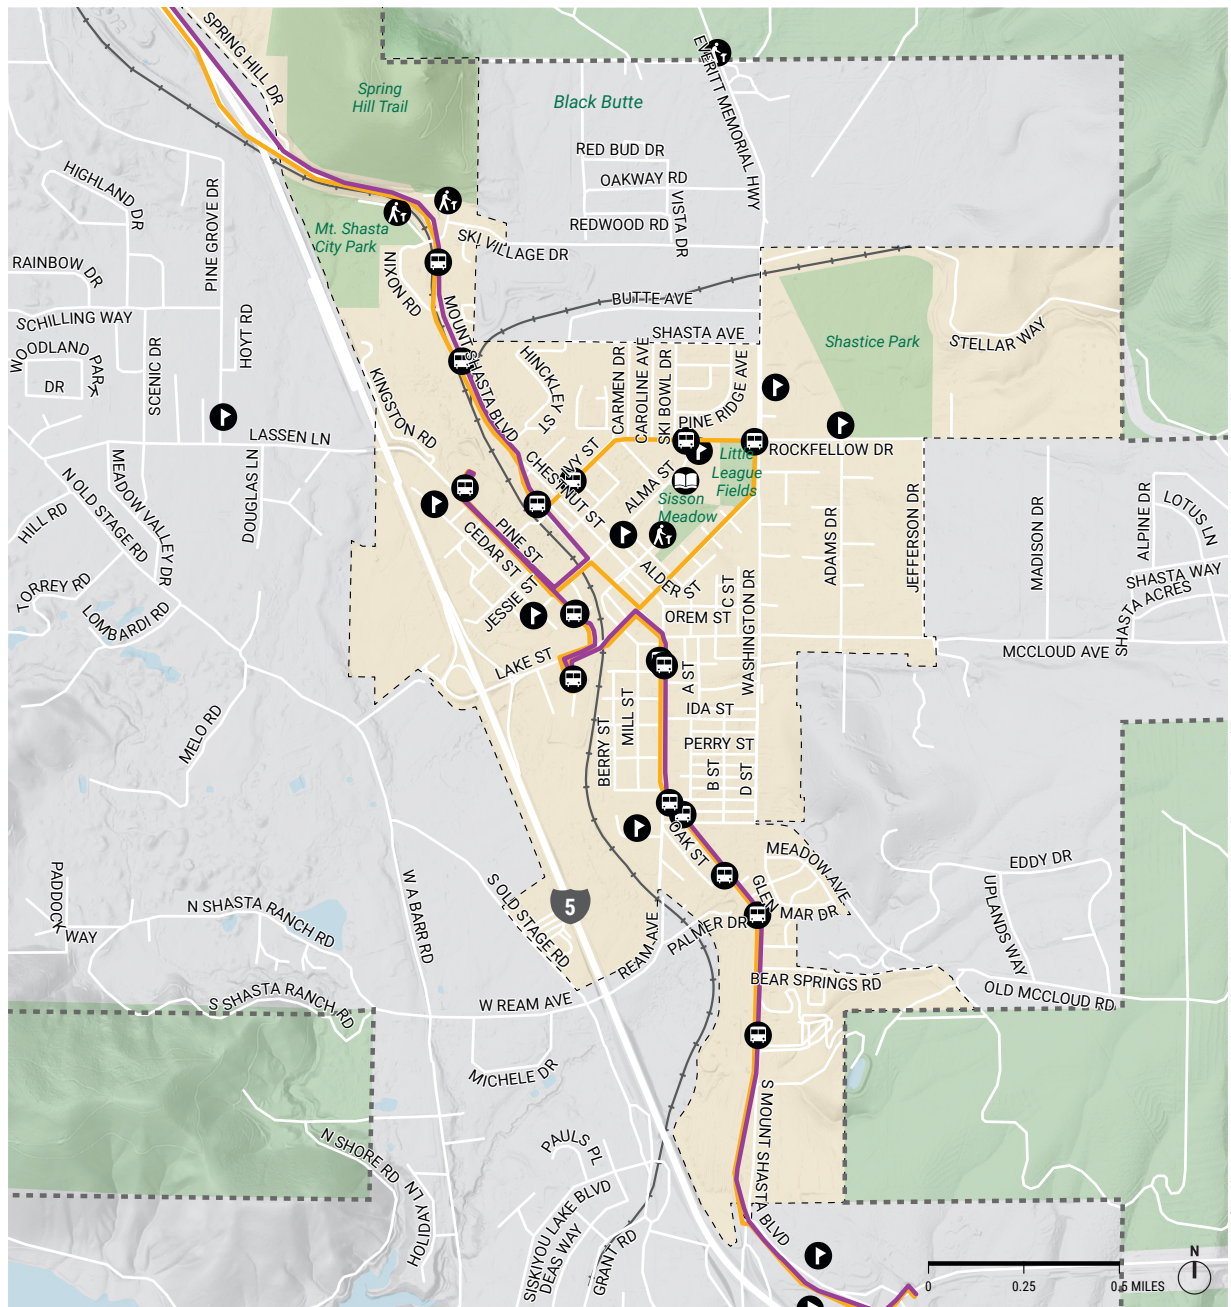 SPRING HILL DR
EVERITT MEMORIAL HWY
Spring
Hill Trail
Black Butte
RED BUD DR
OAKWAY RD
VISTA DR
REDWOOD RD
HIGHLAND DR
PINE GROVE DR
Mt. Shasta
City Park
SKI VILLAGE DR
NIXON RD
RAINBOW DR
SCHILLING WAY
HOYT RD
BUTTE AVE
SHASTA AVE
MOUNT SHASTA BLVD
Shastice Park
STELLAR WAY
WOODLAND
DR
PARK
SCENIC DR
KINGSTON RD
HINCKLEY ST
CARMEN DR
CAROLINE AVE
SKI BOWL DR
PINE RIDGE AVE
LASSEN LN
ROCKFELLOW DR
IVY ST
CHESTNUT ST
ALMA ST
Little
League
Fields
Sisson
Meadow
N OLD STAGE RD
MEADOW VALLEY DR
DOUGLAS LN
HILL RD
TORREY RD
LOMBARDI RD
PINE ST
CEDAR ST
JESSIE ST
ALDER ST
C ST
OREM ST
WASHINGTON DR
ADAMS DR
JEFFERSON DR
MADISON DR
ALPINE DR
LOTUS LN
SHASTA WAY
SHASTA ACRES
MCCLOUD AVE
LAKE ST
MELO RD
BERRY ST
MILL ST
A ST
IDA ST
PERRY ST
B ST
D ST
OAK ST
MEADOW AVE
GLEN
MAR DR
EDDY DR
UPLANDS WAY
PADDOCK
WAY
N SHASTA RANCH RD
W A BARR RD
S OLD STAGE RD
5
REAM AVE
PALMER DR
BEAR SPRINGS RD
OLD MCCLOUD RD
S SHASTA RANCH RD
W REAM AVE
MICHELE DR
N SHORE RD
HOLIDAY LN
PAULS PL
SISKIYOU LAKE BLVD
DEAS WAY
GRANT RD
S MOUNT SHASTA BLVD
N
0
0.25
0.5 MILES